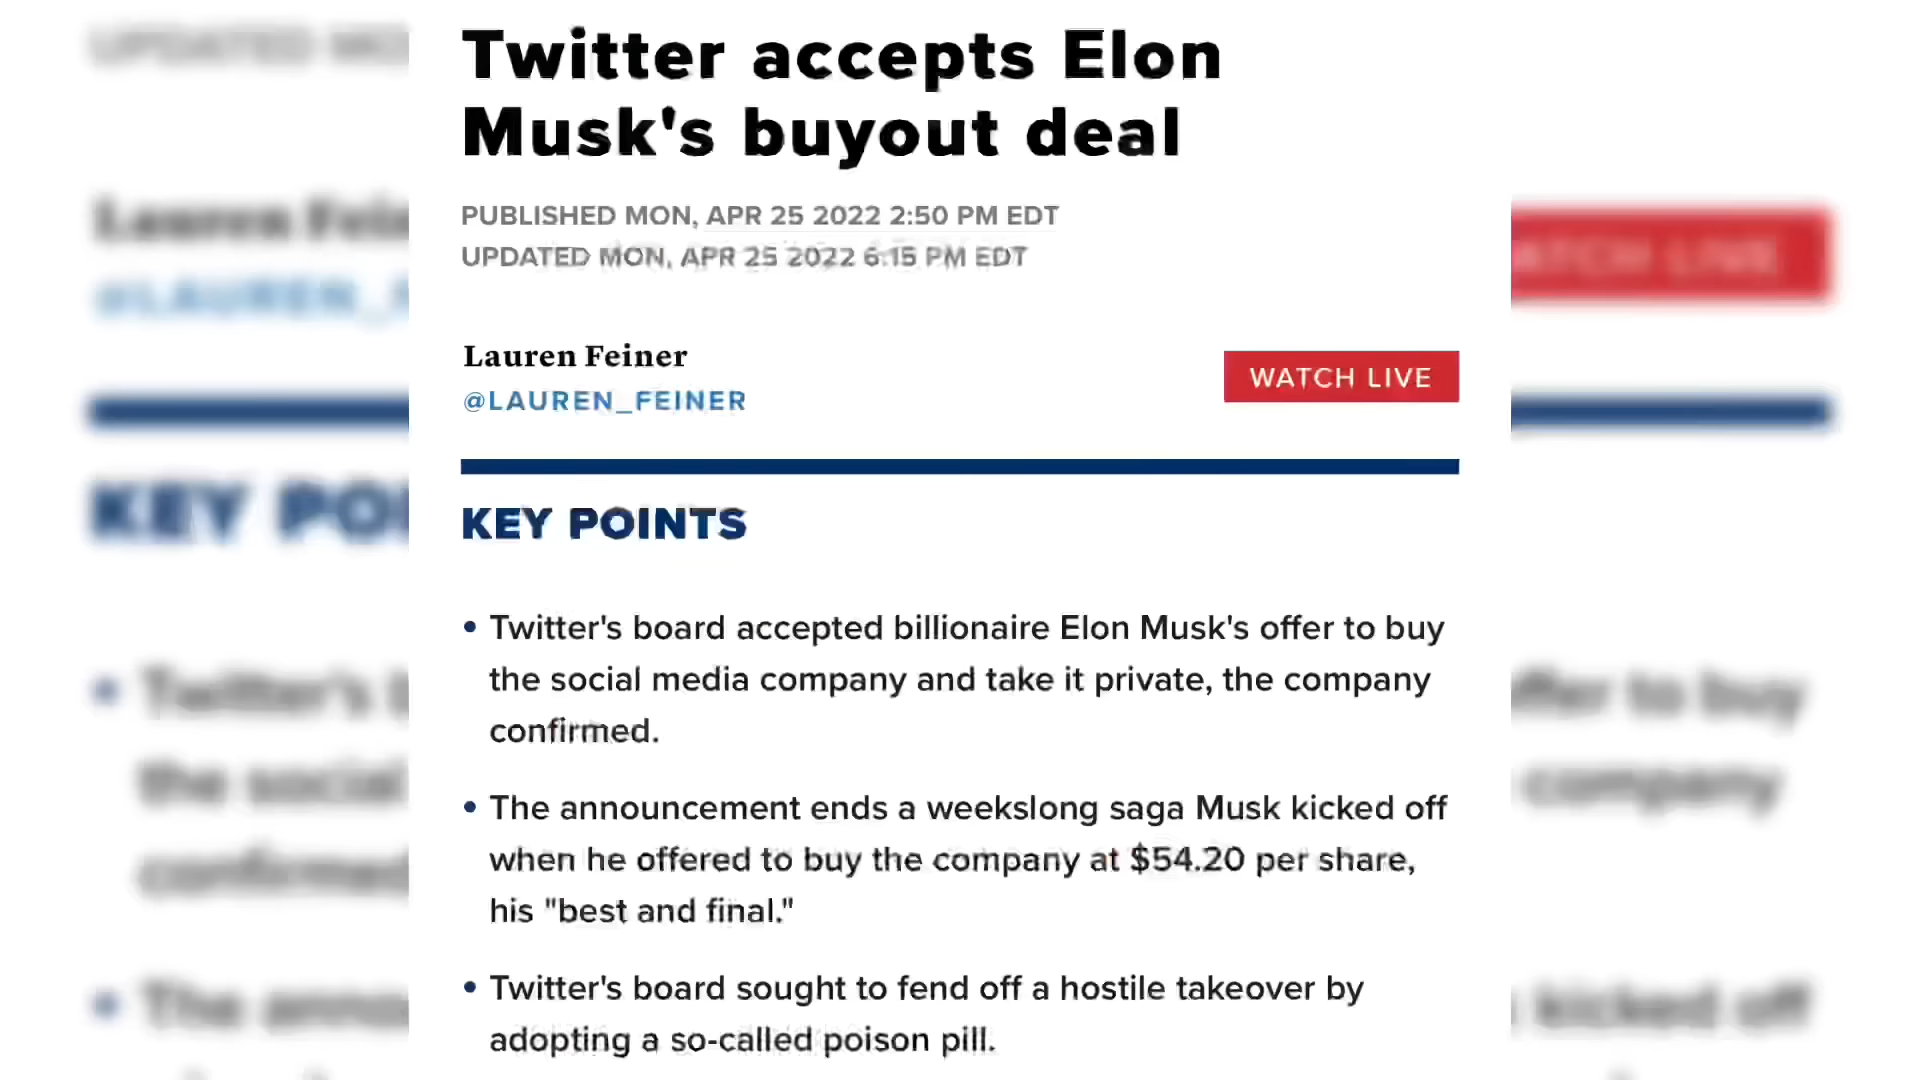 Twitter accepts Elon
Musk's buyout deal
PUBLISHED MON, APR 25 2022 2:50 PM EDT
UPDATED MON, APR 25 2022 6:15 PM EDT
Lauren Feiner
@LAUREN_FEINER
WATCH LIVE
KEY POINTS
• Twitter's board accepted billionaire Elon Musk's offer to buy
the social media company and take it private, the company
confirmed.
• The announcement ends a weekslong saga Musk kicked off
when he offered to buy the company at $54.20 per share,
his "best and final."
• Twitter's board sought to fend off a hostile takeover by
adopting a so-called poison pill.